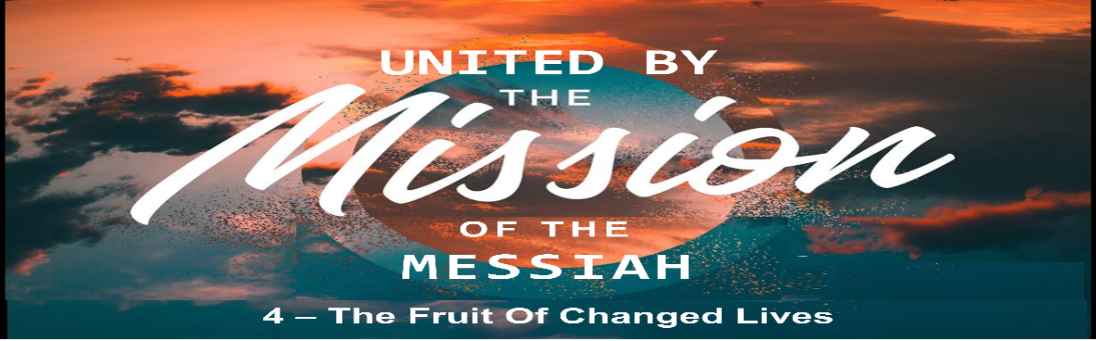 UNITED BY
THE
Mission
OF THE
MESSIAH
4 – The Fruit Of Changed Lives